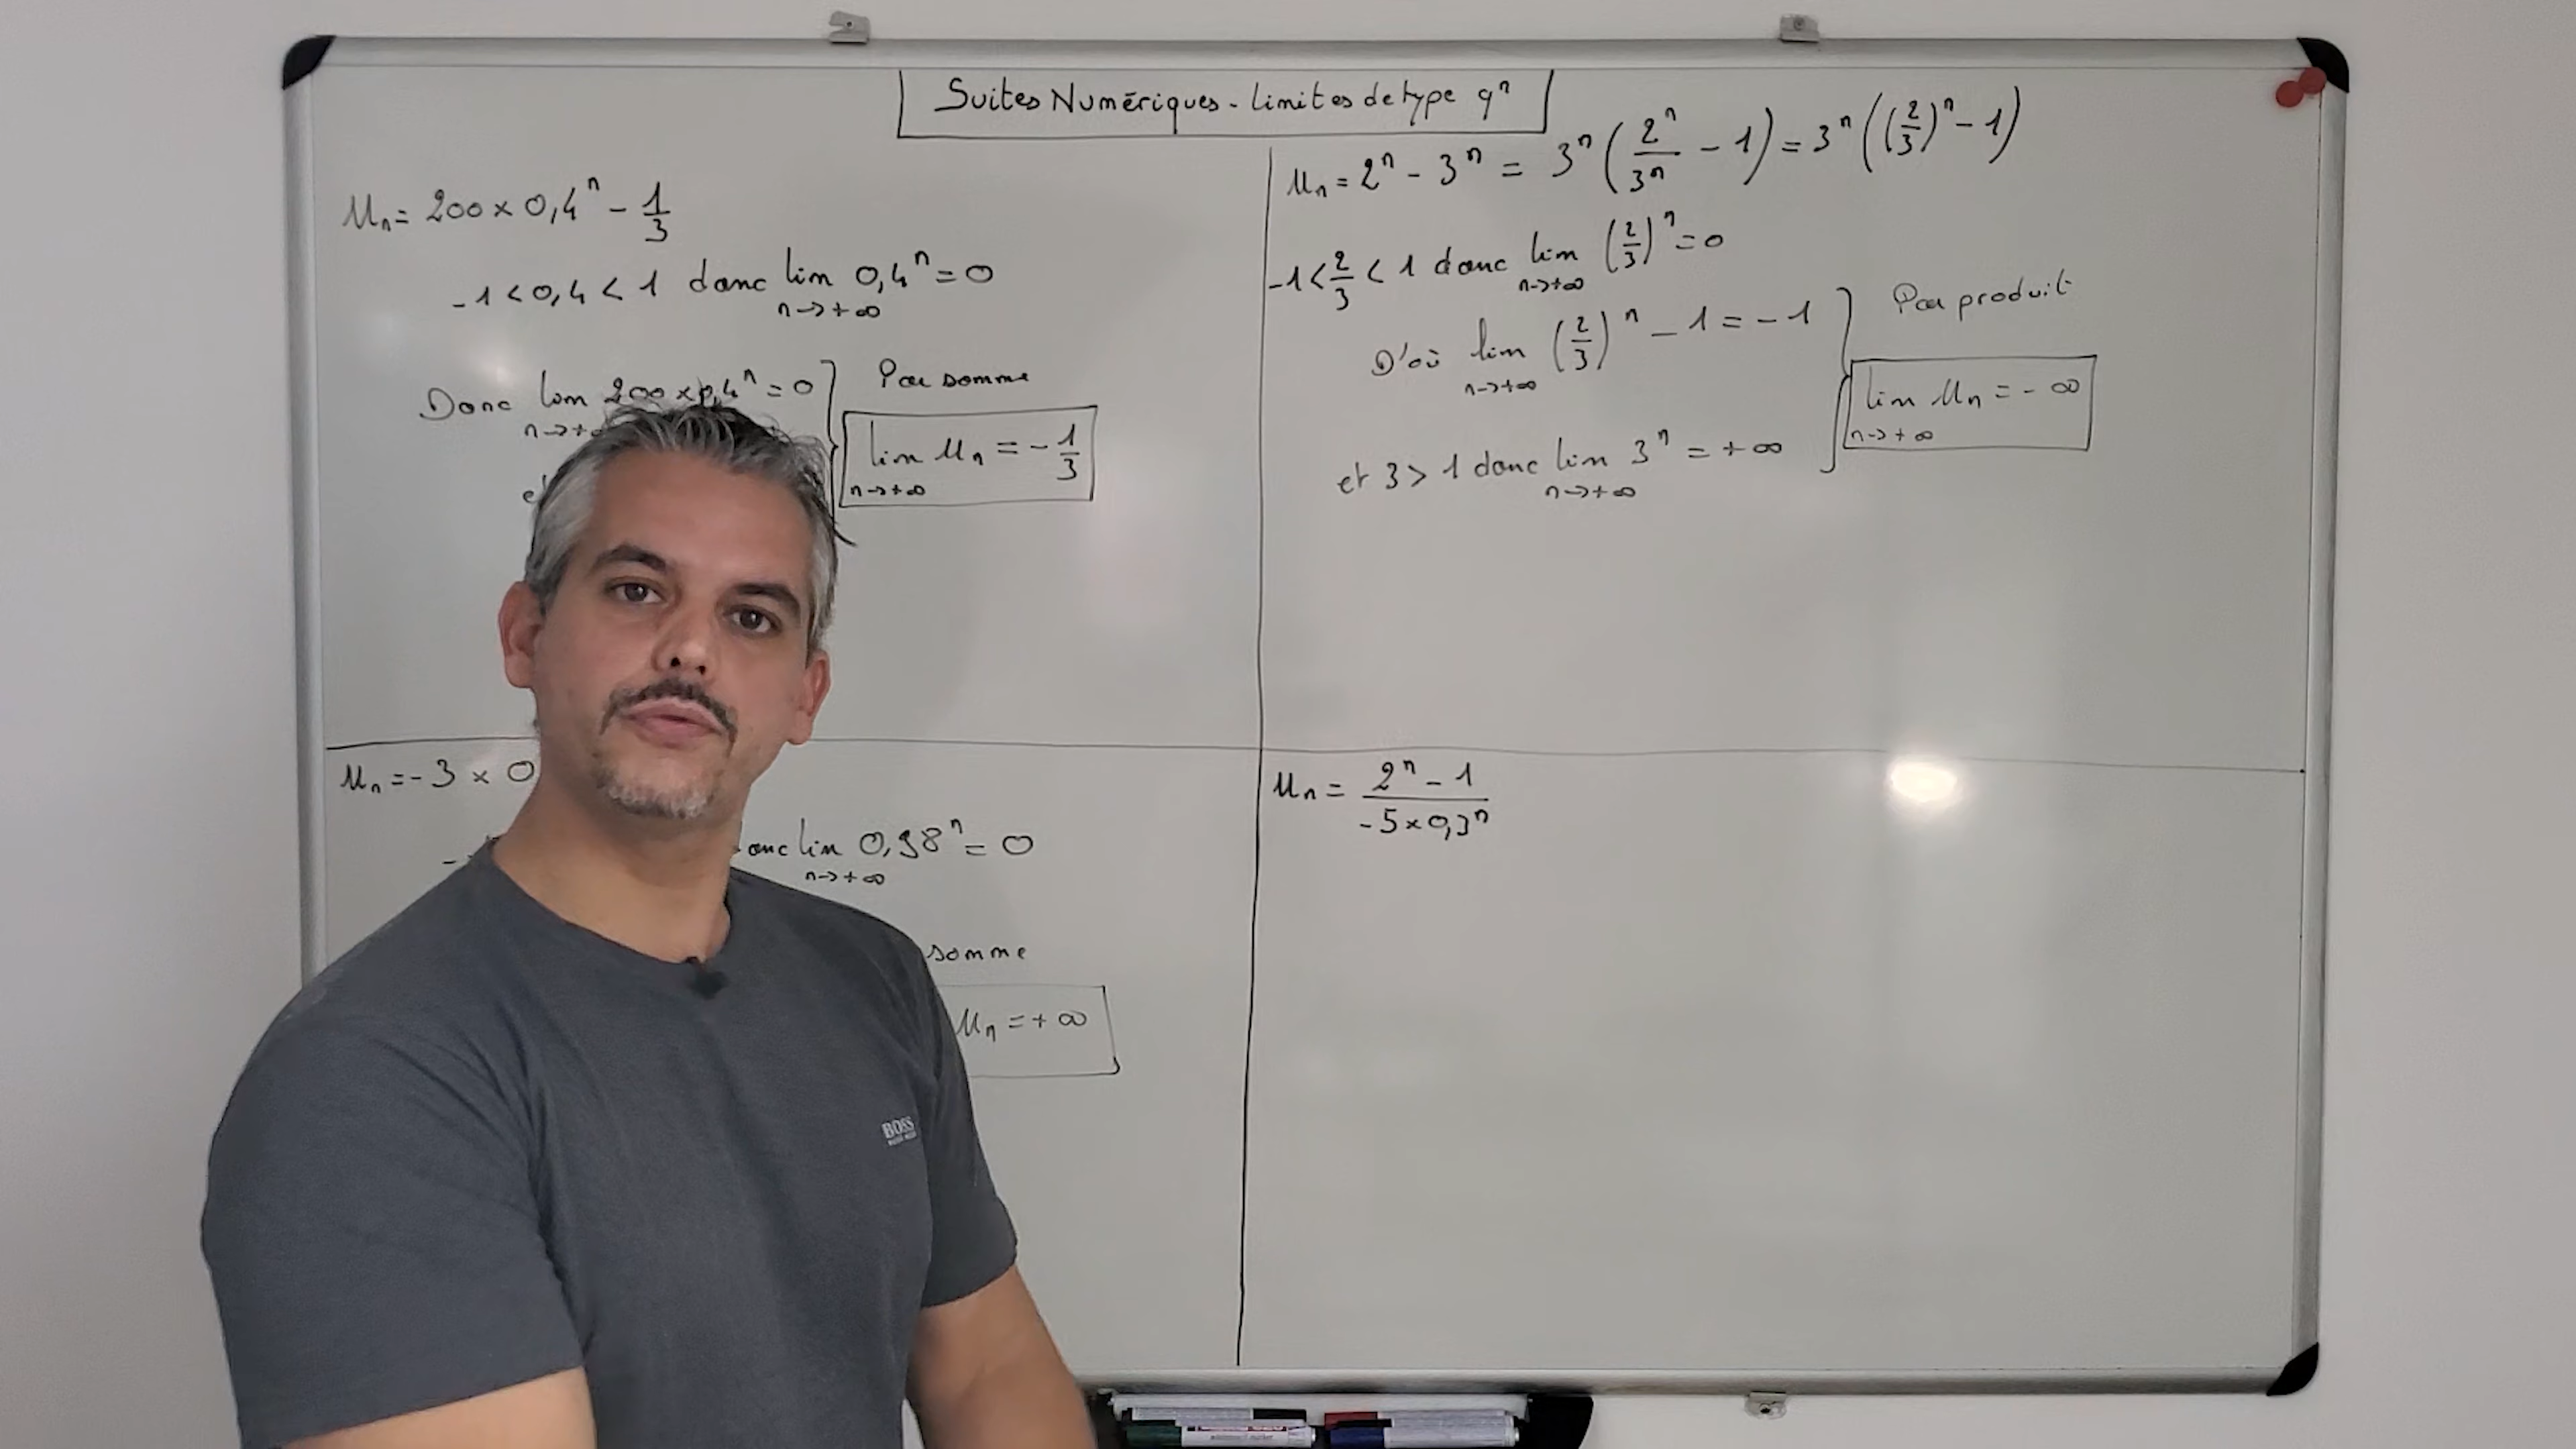 Suites Numériques - limites de type qⁿ
Uₙ = 200 × 0,4ⁿ - 1/3
-1 < 0,4 < 1 donc lim 0,4ⁿ = 0
n→+∞
Donc lim 200 × 0,4ⁿ = 0
n→+∞
Par somme
lim Uₙ = -1/3
n→+∞
Uₙ = 2ⁿ - 3ⁿ = 3ⁿ (2ⁿ/3ⁿ - 1) = 3ⁿ ((2/3)ⁿ - 1)
-1 < 2/3 < 1 donc lim (2/3)ⁿ = 0
n→+∞
D'où lim (2/3)ⁿ - 1 = -1
n→+∞
et 3 > 1 donc lim 3ⁿ = +∞
n→+∞
Par produit
lim Uₙ = -∞
n→+∞
Uₙ = -3 × 0
lim 0,98ⁿ = 0
n→+∞
somme
Uₙ = +∞
Uₙ = (2ⁿ - 1)/(-5 × 0,3ⁿ)
BOSS